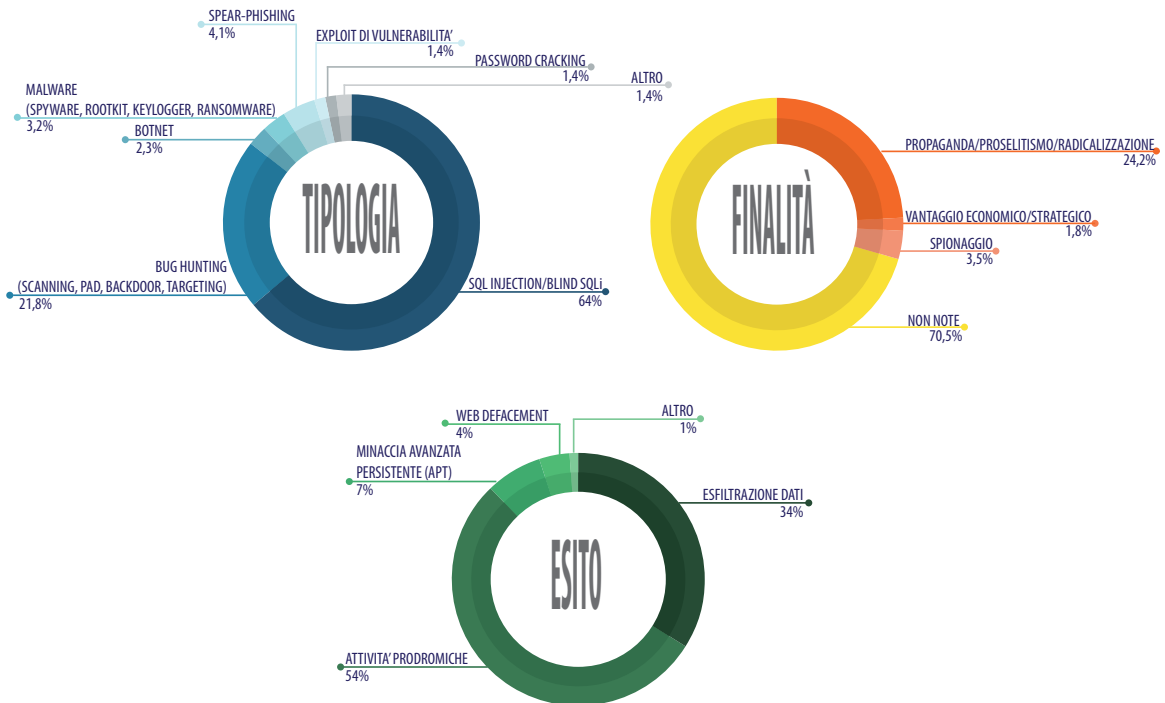 SPEAR-PHISHING
4,1%
EXPLOIT DI VULNERABILITA’
1,4%
PASSWORD CRACKING
1,4%
ALTRO
1,4%
MALWARE
(SPYWARE, ROOTKIT, KEYLOGGER, RANSOMWARE)
3,2%
BOTNET
2,3%
TIPOLOGIA
BUG HUNTING
(SCANNING, PAD, BACKDOOR, TARGETING)
21,8%
SQL INJECTION/BLIND SQLi
64%
FINALITÀ
PROPAGANDA/PROSELITISMO/RADICALIZZAZIONE
24,2%
VANTAGGIO ECONOMICO/STRATEGICO
1,8%
SPIONAGGIO
3,5%
NON NOTE
70,5%
WEB DEFACEMENT
4%
ALTRO
1%
MINACCIA AVANZATA
PERSISTENTE (APT)
7%
ESFILTRAZIONE DATI
34%
ESITO
ATTIVITA’ PRODROMICHE
54%